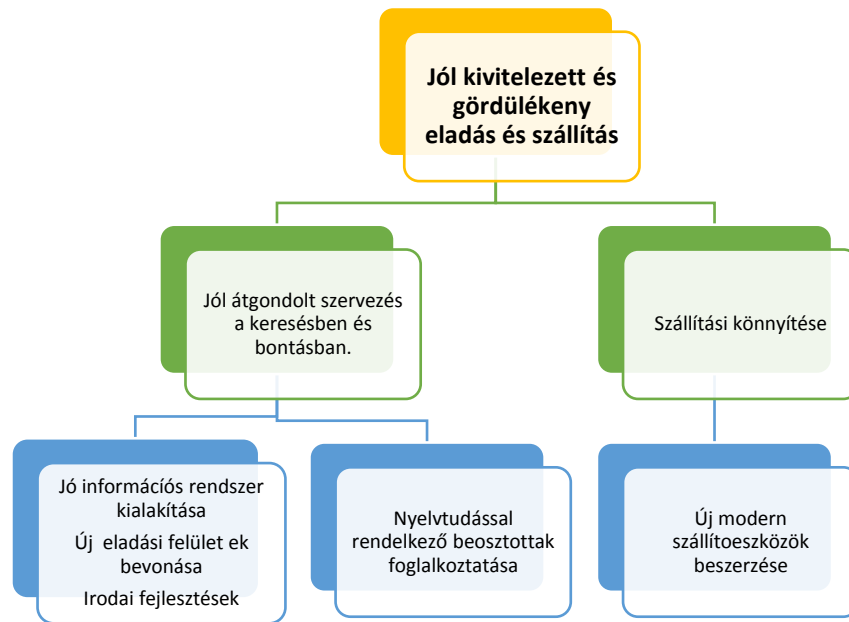 Jól kivitelezett és
gördülékeny
eladás és szállítás
Jól átgondolt szervezés
a keresésben és
bontásban.
Szállítási könnyítése
Jó információs rendszer
kialakítása
Új eladási felület ek
bevonása
Irodai fejlesztések
Nyelvtudással
rendelkező beosztottak
foglalkoztatása
Új modern
szállítoeszközök
beszerzése